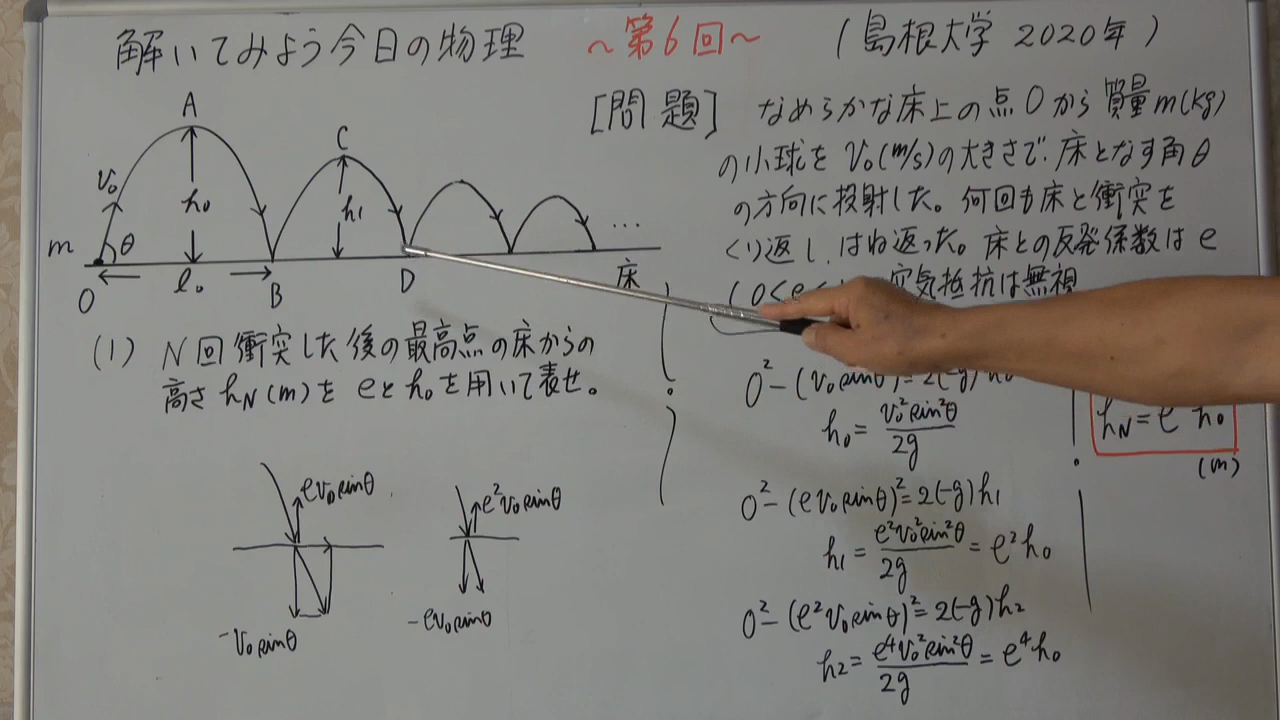 解いてみよう今日の物理 ～第6回～ (島根大学 2020年)
[問題] なめらかな床上の点Oから質量m(kg)
の小球をv₀(m/s)の大きさで、床となす角θ
の方向に投射した。何回も床と衝突を
くり返し、はね返った。床との反発係数はe
(0<e< 空気抵抗は無視
A
C
v₀
h₀
h₁
m
θ
...
O
l₀
B
D
床
(1) N回衝突した後の最高点の床からの
高さh_N(m)をeとh₀を用いて表せ。
ev₀sinθ
-v₀sinθ
e²v₀sinθ
-ev₀sinθ
0²-(v₀sinθ)²=2(-g)h₀
h₀=v₀²sin²θ/2g
0²-(ev₀sinθ)²=2(-g)h₁
h₁=e²v₀²sin²θ/2g=e²h₀
0²-(e²v₀sinθ)²=2(-g)h₂
h₂=e⁴v₀²sin²θ/2g=e⁴h₀
h_N=e h₀
(m)